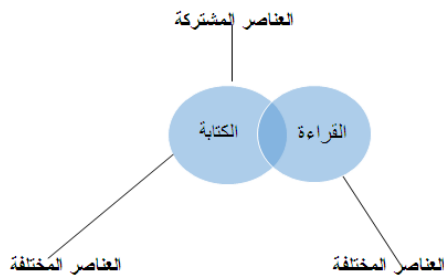 العناصر المشتركة
القراءة
الكتابة
العناصر المختلفة
العناصر المختلفة